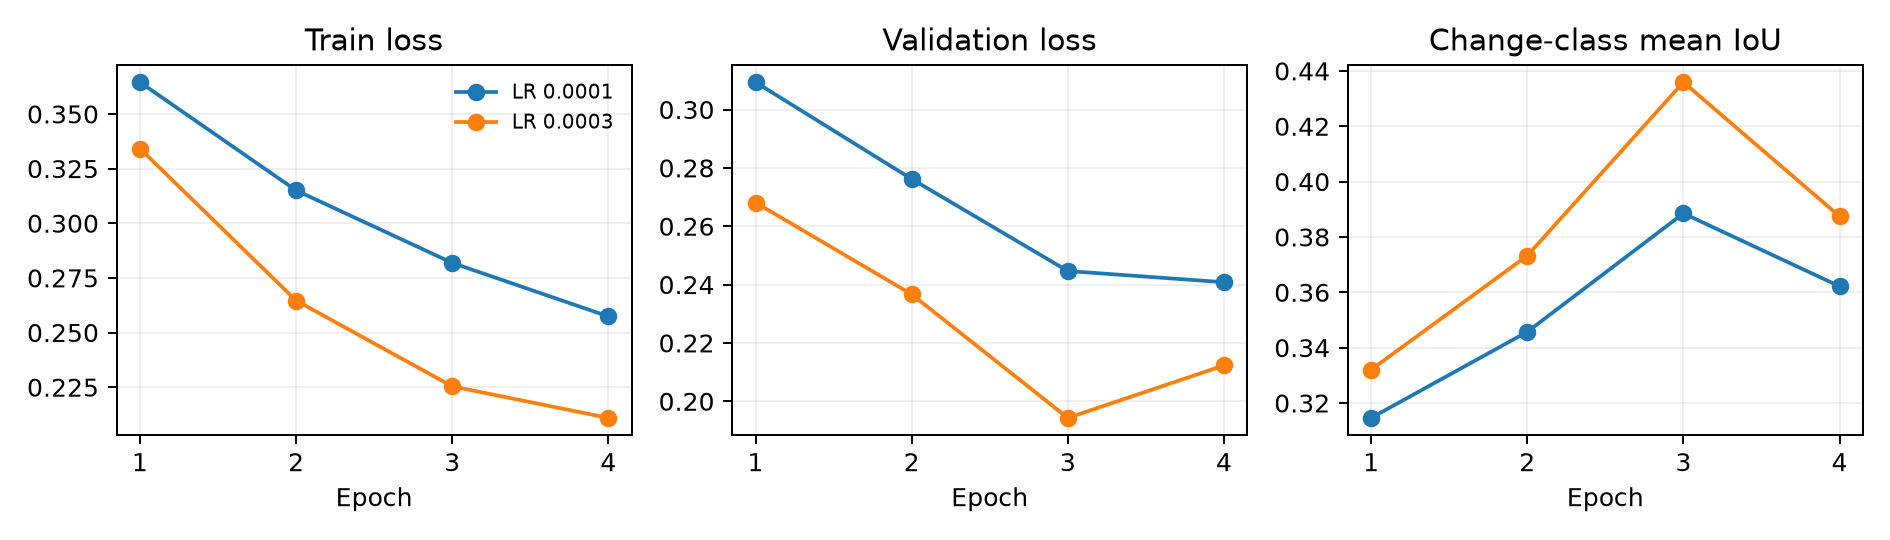 Train loss
LR 0.0001
LR 0.0003
0.350
0.325
0.300
0.275
0.250
0.225
1 2 3 4
Epoch
Validation loss
0.30
0.28
0.26
0.24
0.22
0.20
1 2 3 4
Epoch
Change-class mean IoU
0.44
0.42
0.40
0.38
0.36
0.34
0.32
1 2 3 4
Epoch